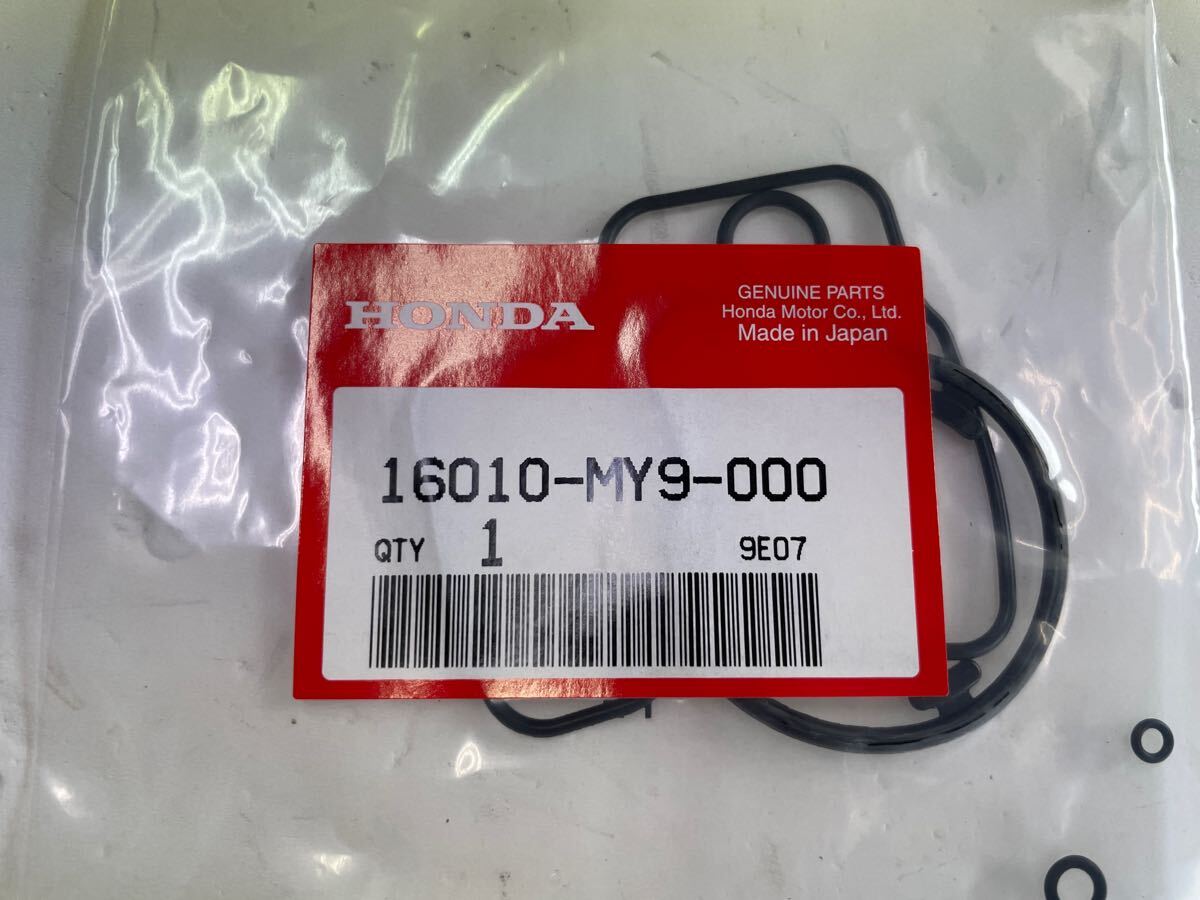 HONDA
GENUINE PARTS
Honda Motor Co., Ltd.
Made in Japan
16010-MY9-000
QTY 1 9E07